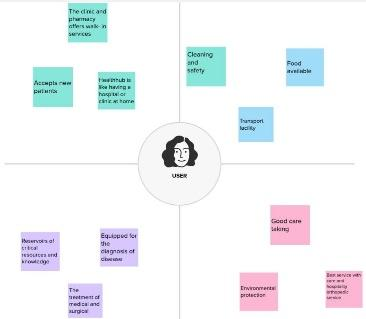 The clinic and
pharmacy
offers walk-in
services
Accepts new
patients
Healthhub is
like having a
hospital or
clinic at home
Cleaning
and
safety
Food
available
Transport
facility
USER
Reservoirs of
critical
resources and
knowledge
Equipped for
the
diagnosis of
disease
The
treatment of
medical and
surgical
Good care
taking
Environmental
protection
Best service with
care and
hospitality
orthopedic
service